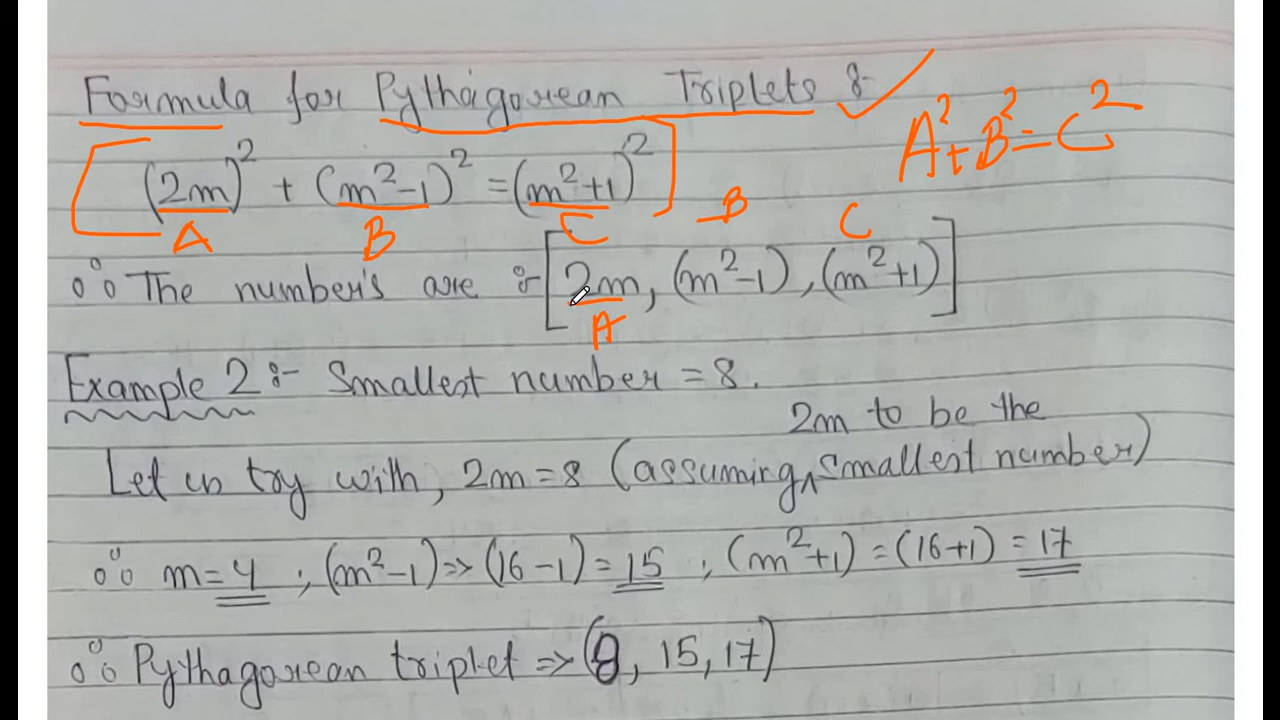 Formula for Pythagorean Triplets :-
A² + B² = C²
(2m)² + (m²-1)² = (m²+1)²
A B C B C
∴ The number's are :- [2m, (m²-1), (m²+1)]
A
Example 2 :- Smallest number = 8.
2m to be the
Let us try with, 2m = 8 (assuming ^ smallest number)
∴ m = 4 ; (m²-1) => (16-1) = 15 ; (m²+1) = (16+1) = 17
∴ Pythagorean triplet => (8, 15, 17)